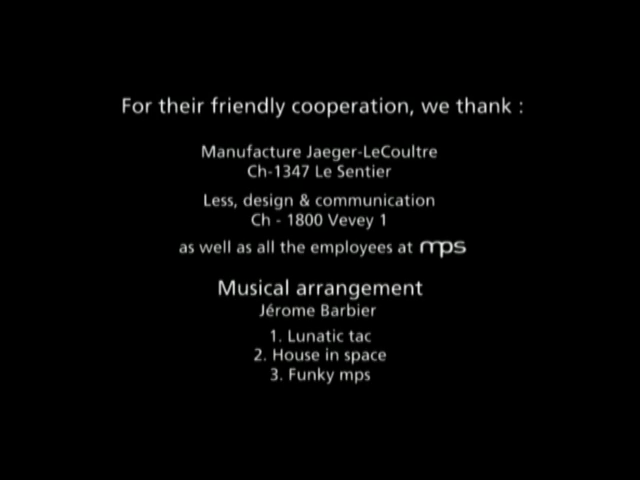 For their friendly cooperation, we thank :
Manufacture Jaeger-LeCoultre
Ch-1347 Le Sentier
Less, design & communication
Ch - 1800 Vevey 1
as well as all the employees at mps
Musical arrangement
Jérome Barbier
1. Lunatic tac
2. House in space
3. Funky mps